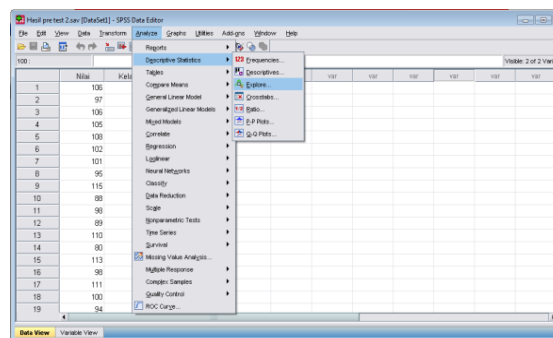 Hasil pre test 2.sav [DataSet1] - SPSS Data Editor
File Edit View Data Transform Analyze Graphs Utilities Add-ons Window Help
100 : Visible: 2 of 2 Vari
Nilai Kela var var var var var
1 106
2 97
3 106
4 105
5 108
6 102
7 101
8 95
9 115
10 88
11 98
12 89
13 110
14 80
15 113
16 98
17 111
18 100
19 94
Reports
Descriptive Statistics
Tables
Compare Means
General Linear Model
Generalized Linear Models
Mixed Models
Correlate
Regression
Loglinear
Neural Networks
Classify
Data Reduction
Scale
Nonparametric Tests
Time Series
Survival
Missing Value Analysis...
Multiple Response
Complex Samples
Quality Control
ROC Curve...
123 Frequencies...
Descriptives...
Explore...
Crosstabs...
1/2 Ratio...
P-P Plots...
Q-Q Plots...
Data View Variable View